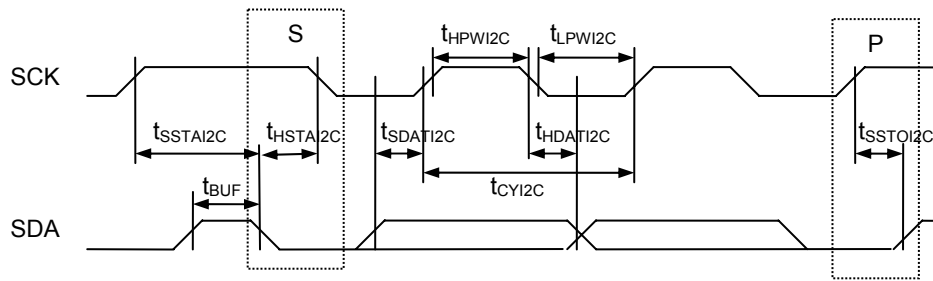 S
P
tHPWI2C
tLPWI2C
SCK
tSSTAI2C
tHSTAI2C
tSDATI2C
tHDATI2C
tSSTOI2C
tCYI2C
tBUF
SDA